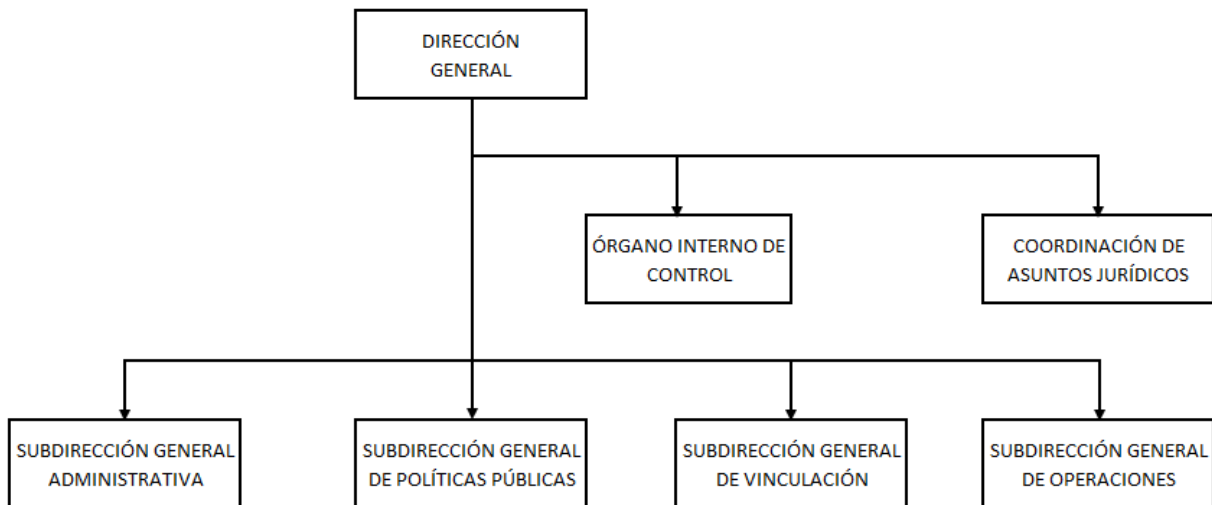 DIRECCIÓN
GENERAL
ÓRGANO INTERNO DE
CONTROL
COORDINACIÓN DE
ASUNTOS JURÍDICOS
SUBDIRECCIÓN GENERAL
ADMINISTRATIVA
SUBDIRECCIÓN GENERAL
DE POLÍTICAS PÚBLICAS
SUBDIRECCIÓN GENERAL
DE VINCULACIÓN
SUBDIRECCIÓN GENERAL
DE OPERACIONES